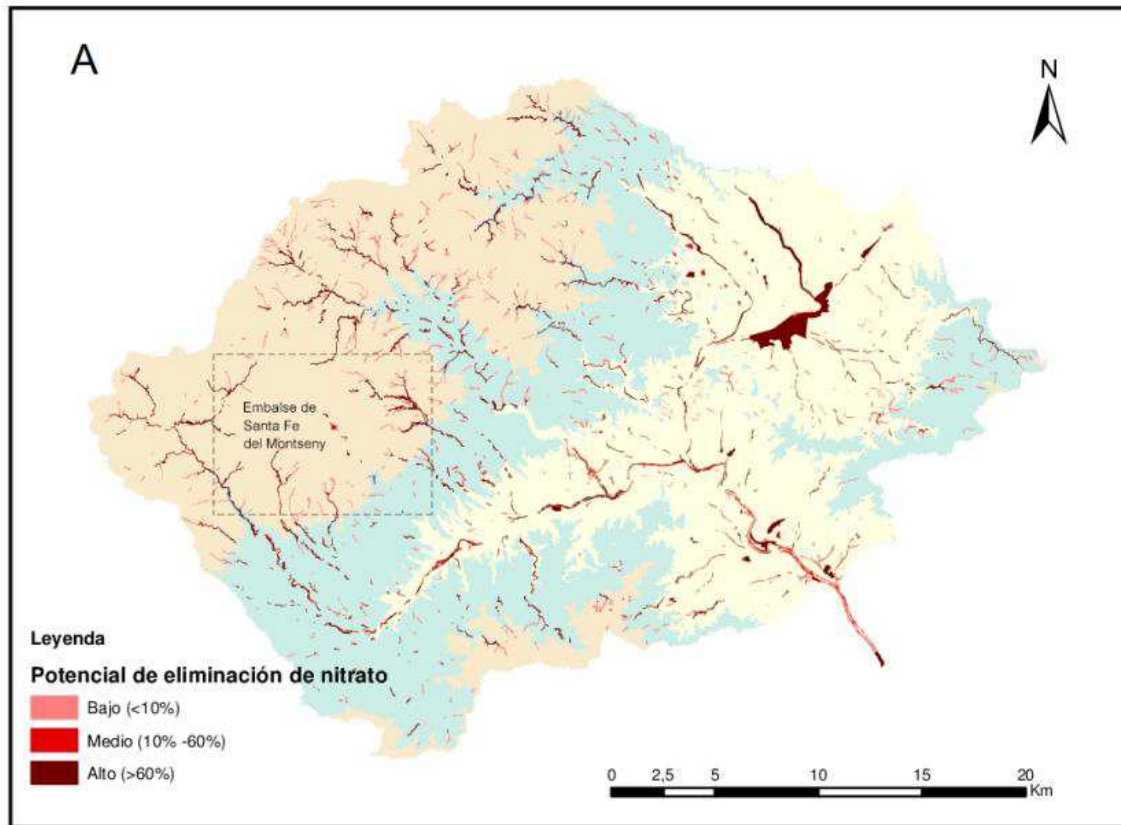 A
N
Embalse de
Santa Fe
del Montseny
Leyenda
Potencial de eliminación de nitrato
Bajo (<10%)
Medio (10% -60%)
Alto (>60%)
0 2,5 5 10 15 20
Km